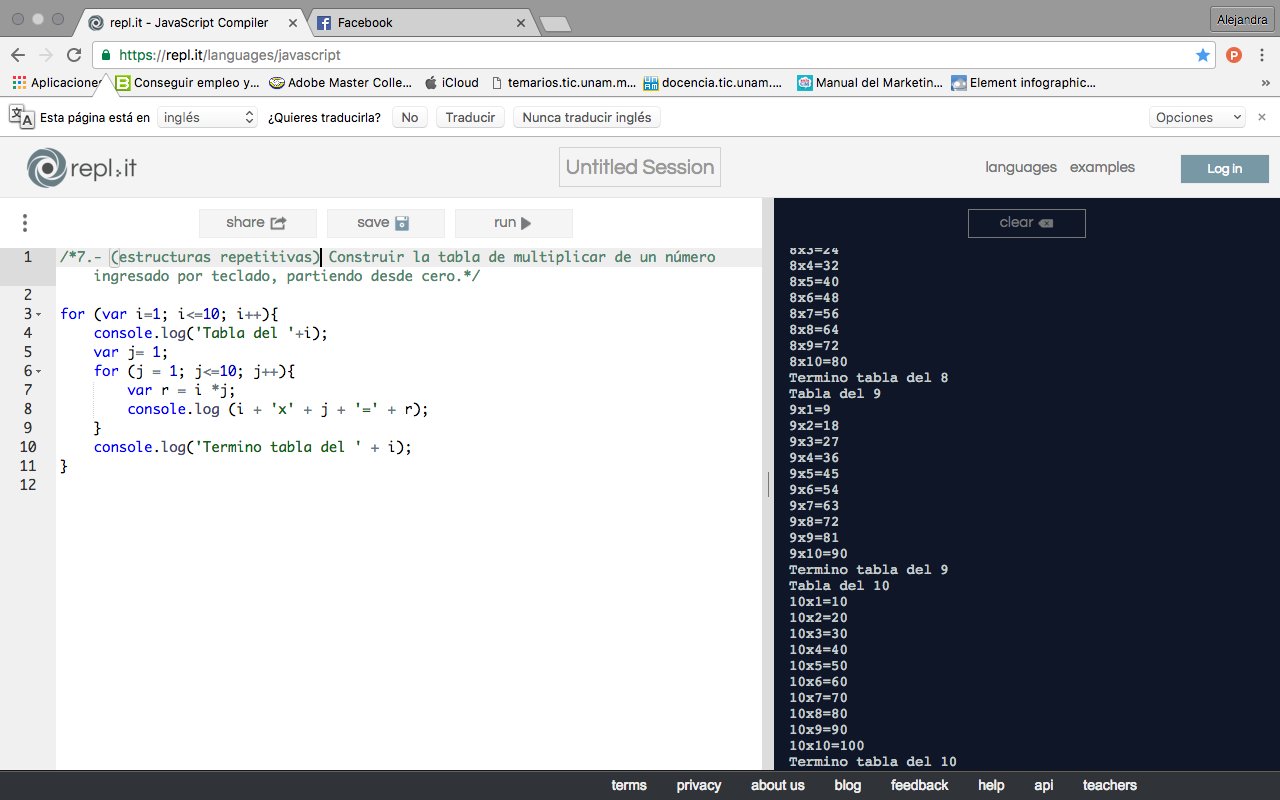 repl.it - JavaScript Compiler
Facebook
Alejandra
https://repl.it/languages/javascript
Aplicacione
Conseguir empleo y...
Adobe Master Colle...
iCloud
temarios.tic.unam.m...
docencia.tic.unam....
Manual del Marketin...
Element infographic...
»
Esta página está en
inglés
¿Quieres traducirla?
No
Traducir
Nunca traducir inglés
Opciones
repl.it
Untitled Session
languages
examples
Log in
share
save
run
clear
1 /*7.- (estructuras repetitivas) Construir la tabla de multiplicar de un número
ingresado por teclado, partiendo desde cero.*/
2
3 for (var i=1; i<=10; i++){
4 console.log('Tabla del '+i);
5 var j= 1;
6 for (j = 1; j<=10; j++){
7 var r = i *j;
8 console.log (i + 'x' + j + '=' + r);
9 }
10 console.log('Termino tabla del ' + i);
11 }
12
8x3=24
8x4=32
8x5=40
8x6=48
8x7=56
8x8=64
8x9=72
8x10=80
Termino tabla del 8
Tabla del 9
9x1=9
9x2=18
9x3=27
9x4=36
9x5=45
9x6=54
9x7=63
9x8=72
9x9=81
9x10=90
Termino tabla del 9
Tabla del 10
10x1=10
10x2=20
10x3=30
10x4=40
10x5=50
10x6=60
10x7=70
10x8=80
10x9=90
10x10=100
Termino tabla del 10
terms
privacy
about us
blog
feedback
help
api
teachers